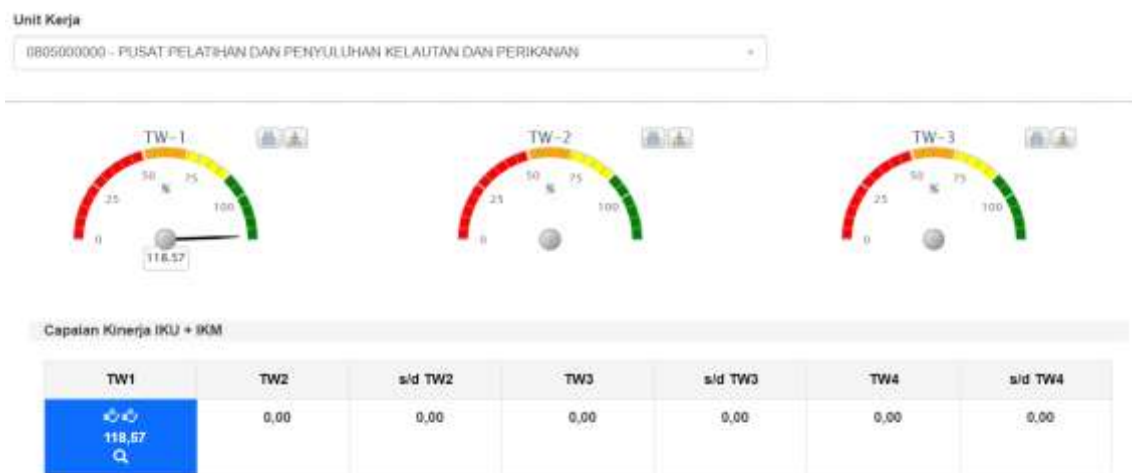 Unit Kerja
0805000000 - PUSAT PELATIHAN DAN PENYULUHAN KELAUTAN DAN PERIKANAN
TW-1
0
25
50
75
100
%
118.57
TW-2
0
25
50
75
100
%
TW-3
0
25
50
75
100
%
Capaian Kinerja IKU + IKM
TW1 TW2 s/d TW2 TW3 s/d TW3 TW4 s/d TW4
118,57 0,00 0,00 0,00 0,00 0,00 0,00